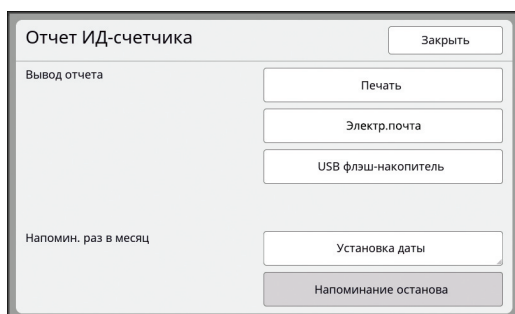 Отчет ИД-счетчика
Закрыть
Вывод отчета
Печать
Электр.почта
USB флэш-накопитель
Напомин. раз в месяц
Установка даты
Напоминание останова